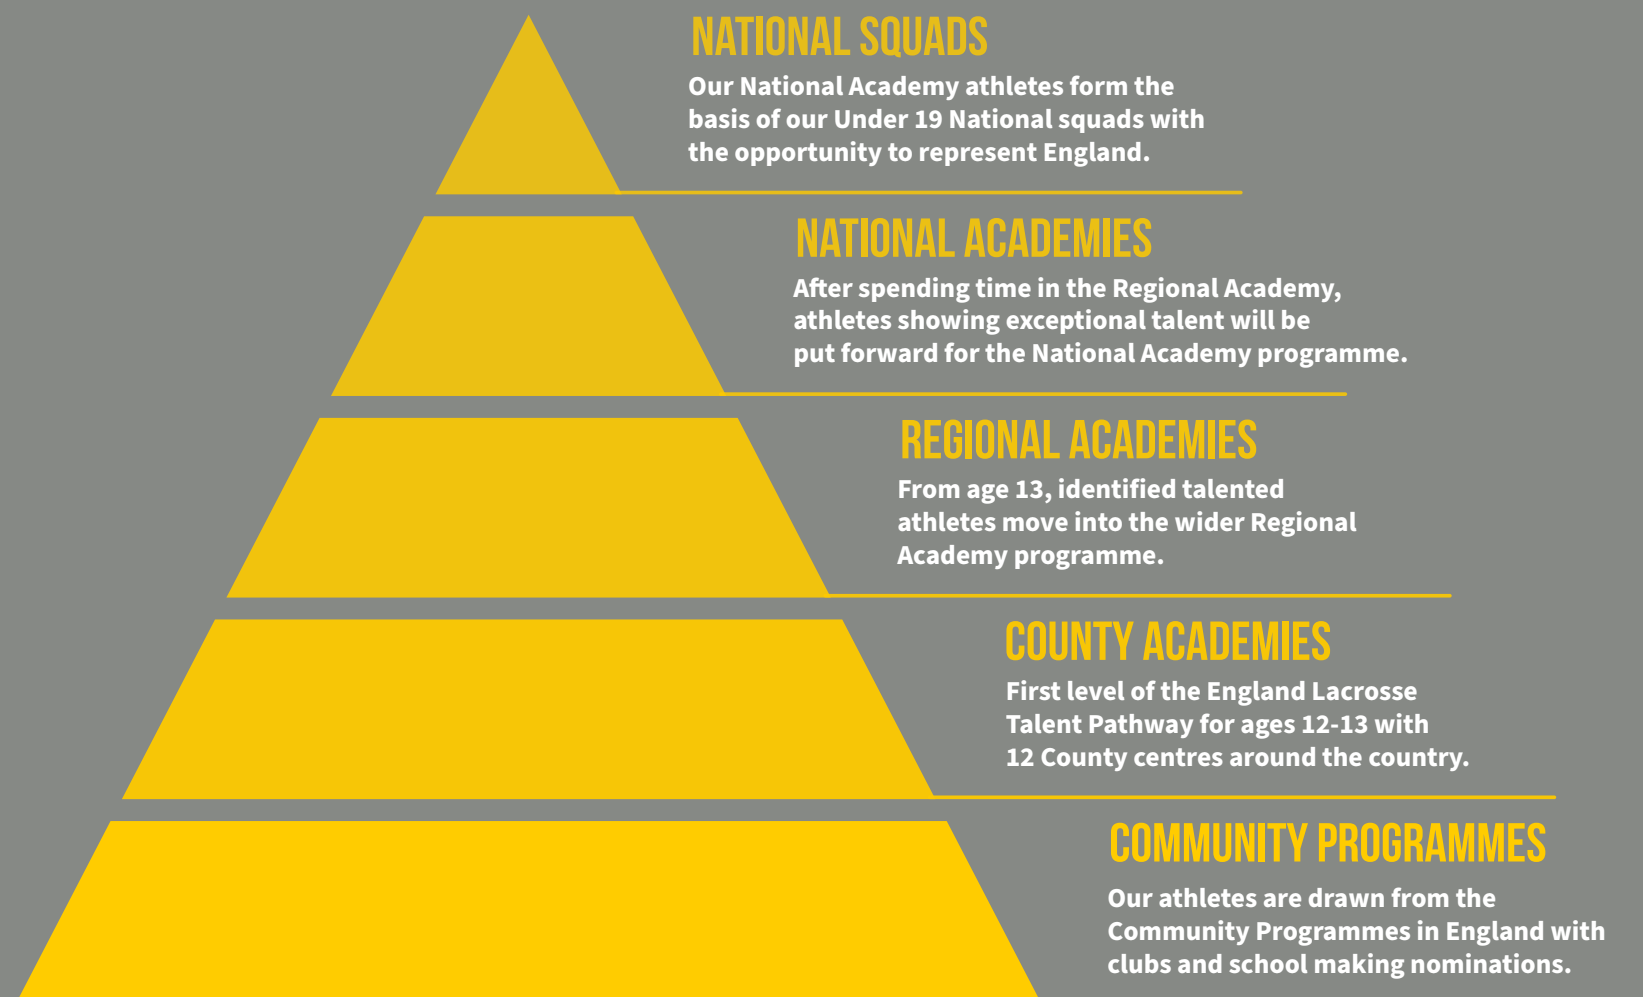 NATIONAL SQUADS
Our National Academy athletes form the
basis of our Under 19 National squads with
the opportunity to represent England.
NATIONAL ACADEMIES
After spending time in the Regional Academy,
athletes showing exceptional talent will be
put forward for the National Academy programme.
REGIONAL ACADEMIES
From age 13, identified talented
athletes move into the wider Regional
Academy programme.
COUNTY ACADEMIES
First level of the England Lacrosse
Talent Pathway for ages 12-13 with
12 County centres around the country.
COMMUNITY PROGRAMMES
Our athletes are drawn from the
Community Programmes in England with
clubs and school making nominations.